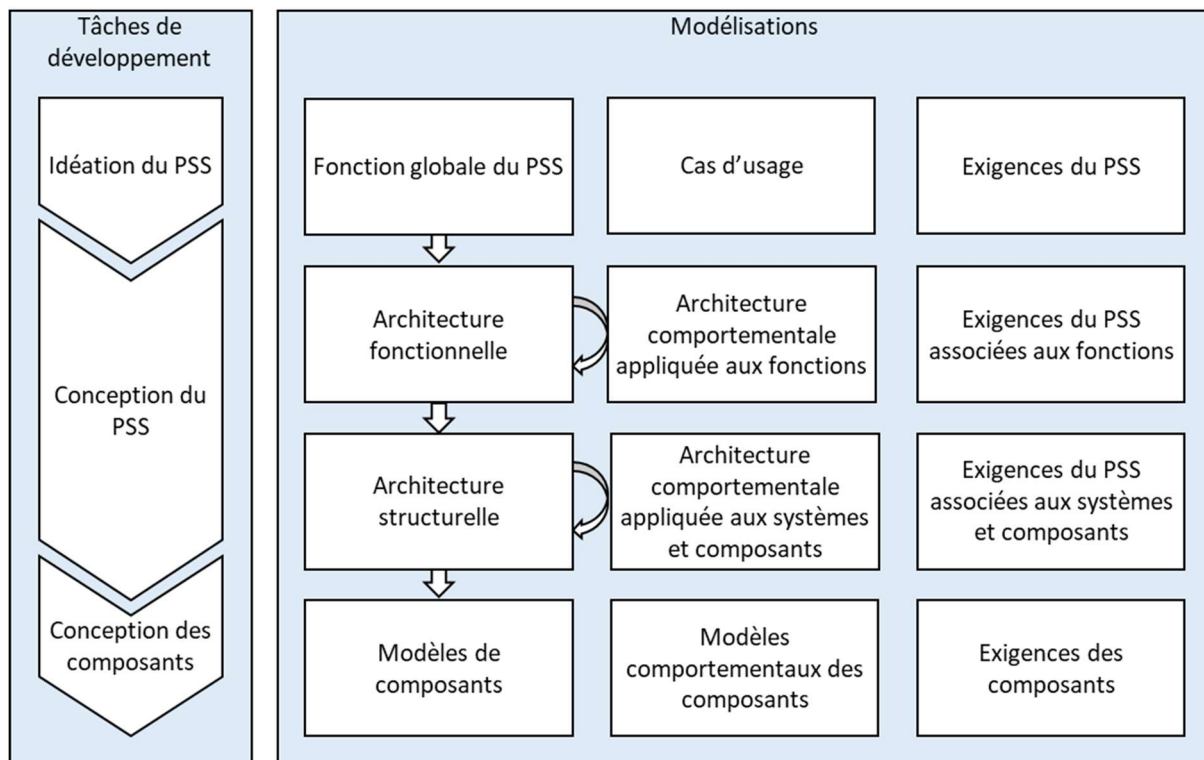 Tâches de
développement
Idéation du PSS
Conception du
PSS
Conception des
composants
Modélisations
Fonction globale du PSS
Cas d’usage
Exigences du PSS
Architecture
fonctionnelle
Architecture
comportementale
appliquée aux fonctions
Exigences du PSS
associées aux fonctions
Architecture
structurelle
Architecture
comportementale
appliquée aux systèmes
et composants
Exigences du PSS
associées aux systèmes
et composants
Modèles de
composants
Modèles
comportementaux des
composants
Exigences des
composants